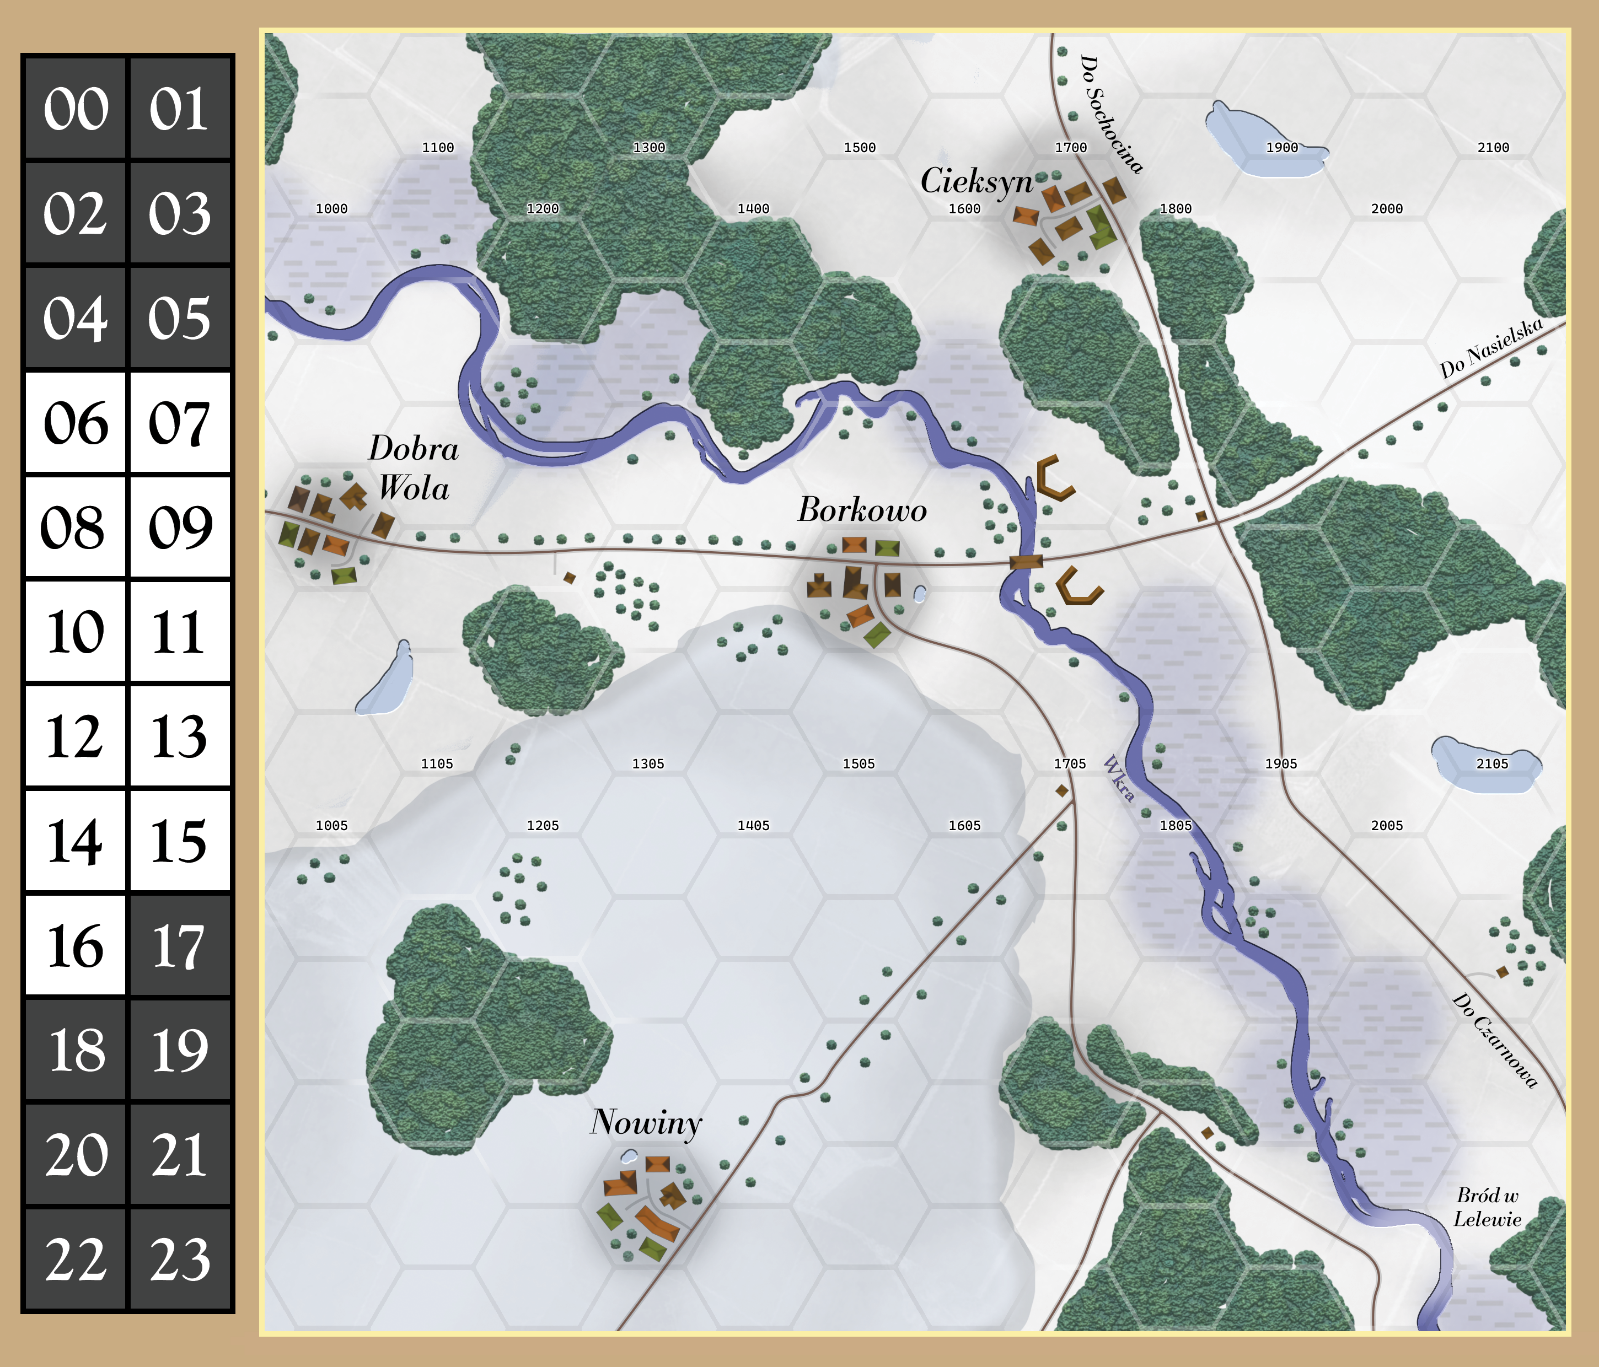 00 01
02 03
04 05
06 07
08 09
10 11
12 13
14 15
16 17
18 19
20 21
22 23
Do Sochocina
1100 1300 1500 1700 1900 2100
Cieksyn
1000 1200 1400 1600 1800 2000
Do Nasielska
Dobra
Wola
Borkowo
1105 1305 1505 1705 1905 2105
Wkra
1005 1205 1405 1605 1805 2005
Do Czarnowa
Nowiny
Bród w
Lelewie